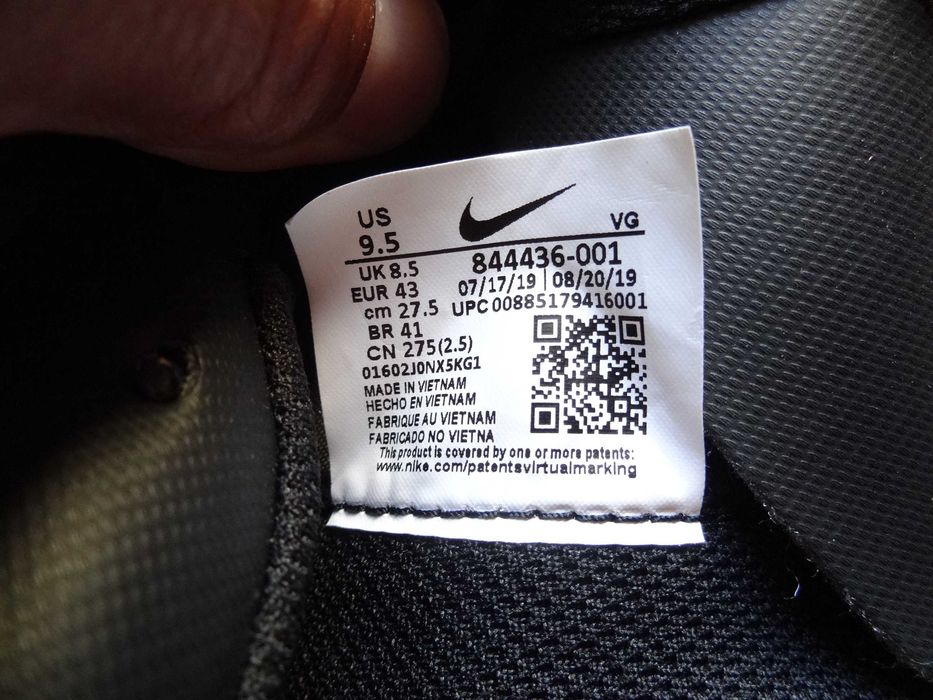 US
9.5
VG
UK 8.5
844436-001
EUR 43
07/17/19 | 08/20/19
cm 27.5
UPC 00885179416001
BR 41
CN 275(2.5)
01602J0NX5KG1
MADE IN VIETNAM
HECHO EN VIETNAM
FABRIQUE AU VIETNAM
FABRICADO NO VIETNA
This product is covered by one or more patents:
www.nike.com/patentsvirtualmarking